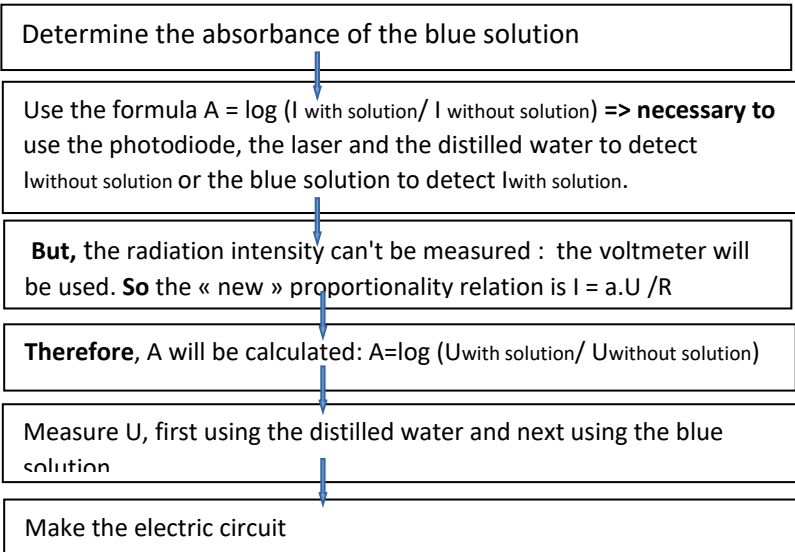 Determine the absorbance of the blue solution
Use the formula A = log (I with solution/ I without solution) => necessary to
use the photodiode, the laser and the distilled water to detect
Iwithout solution or the blue solution to detect Iwith solution.
But, the radiation intensity can't be measured : the voltmeter will
be used. So the « new » proportionality relation is I = a.U /R
Therefore, A will be calculated: A=log (Uwith solution/ Uwithout solution)
Measure U, first using the distilled water and next using the blue
solution
Make the electric circuit